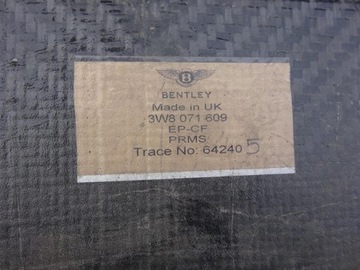 B
BENTLEY
Made in UK
3W8 071 609
EP-CF
PRMS
Trace No: 64240 5